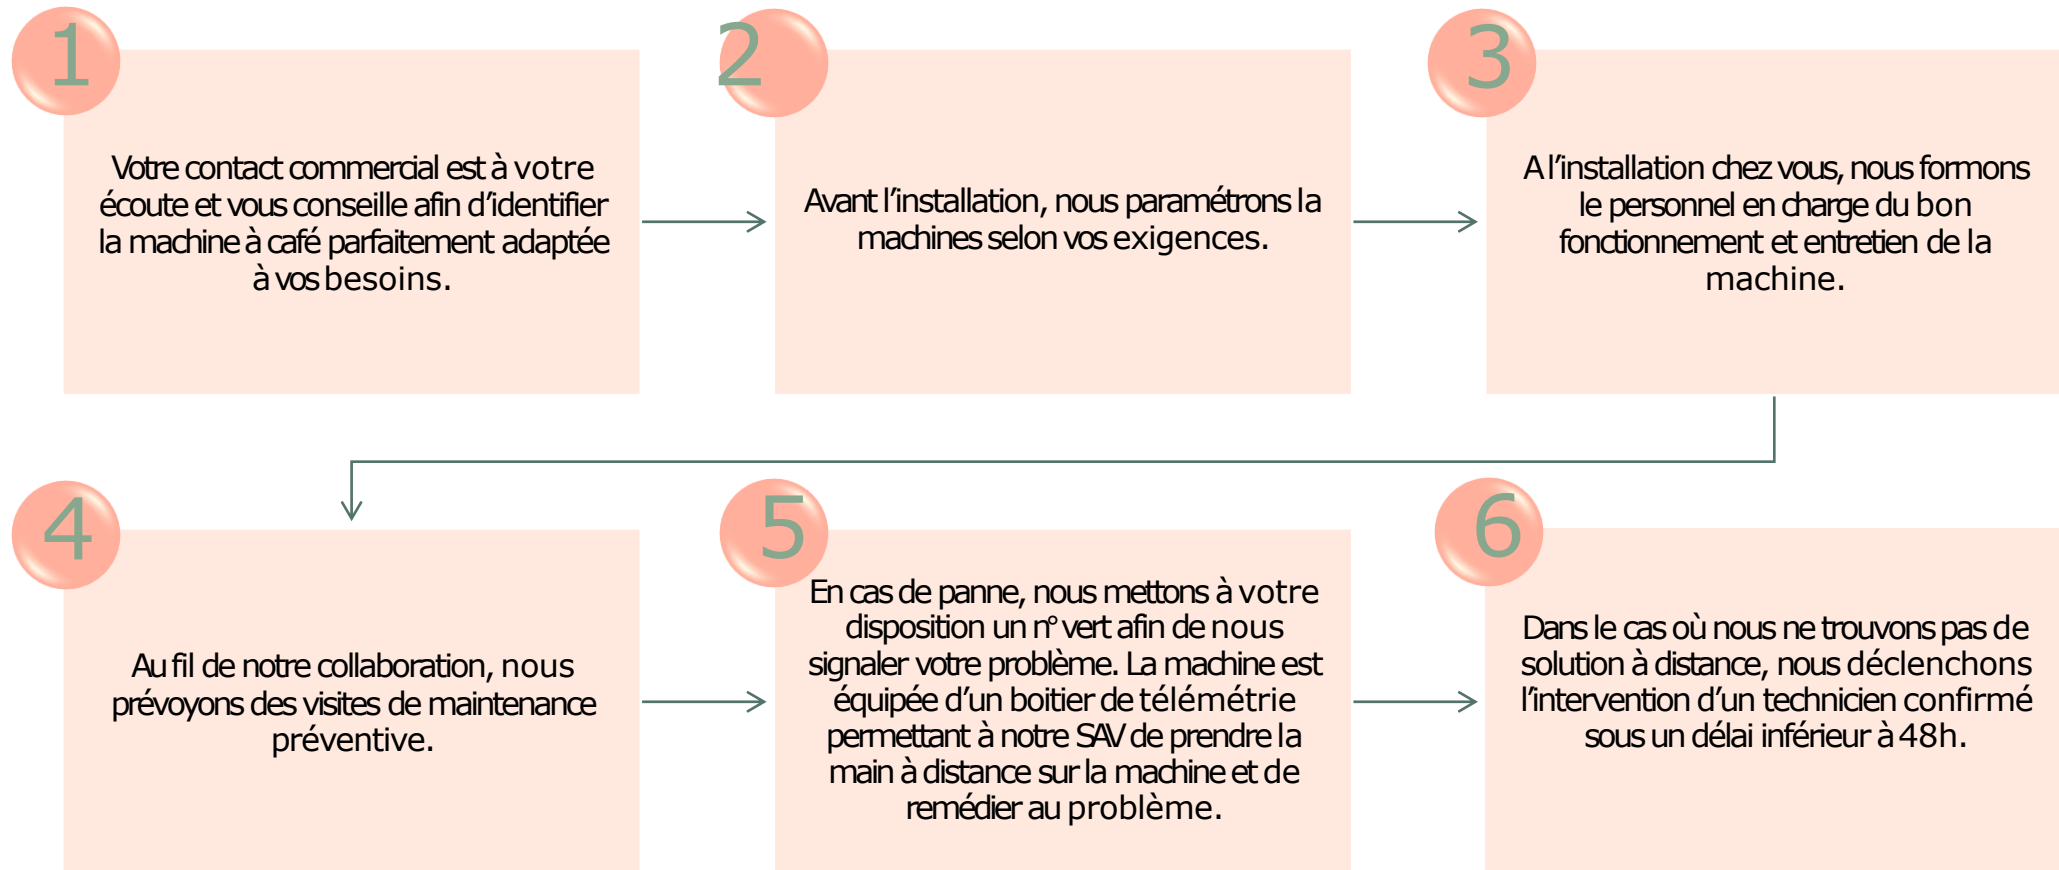 1
Votre contact commercial est à votre
écoute et vous conseille afin d’identifier
la machine à café parfaitement adaptée
à vos besoins.
2
Avant l’installation, nous paramétrons la
machines selon vos exigences.
3
A l’installation chez vous, nous formons
le personnel en charge du bon
fonctionnement et entretien de la
machine.
4
Au fil de notre collaboration, nous
prévoyons des visites de maintenance
préventive.
5
En cas de panne, nous mettons à votre
disposition un n° vert afin de nous
signaler votre problème. La machine est
équipée d’un boitier de télémétrie
permettant à notre SAV de prendre la
main à distance sur la machine et de
remédier au problème.
6
Dans le cas où nous ne trouvons pas de
solution à distance, nous déclenchons
l’intervention d’un technicien confirmé
sous un délai inférieur à 48h.